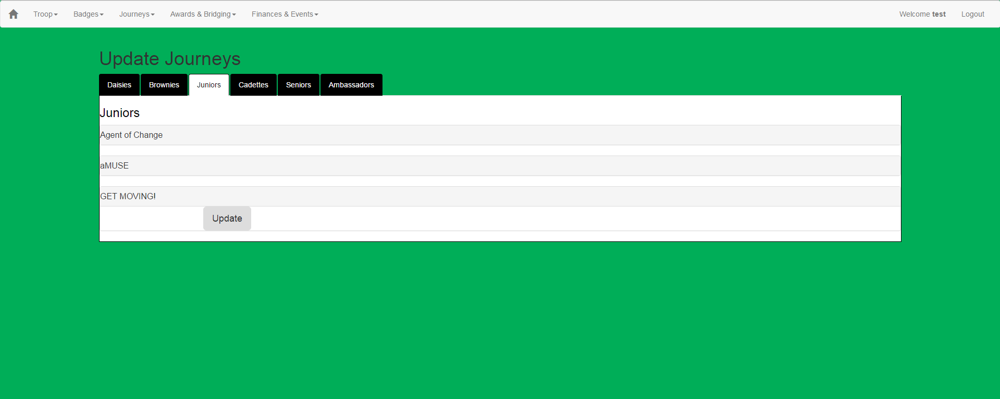 Troop Badges Journeys Awards & Bridging Finances & Events Welcome test Logout
Update Journeys
Daisies Brownies Juniors Cadettes Seniors Ambassadors
Juniors
Agent of Change
aMUSE
GET MOVING!
Update